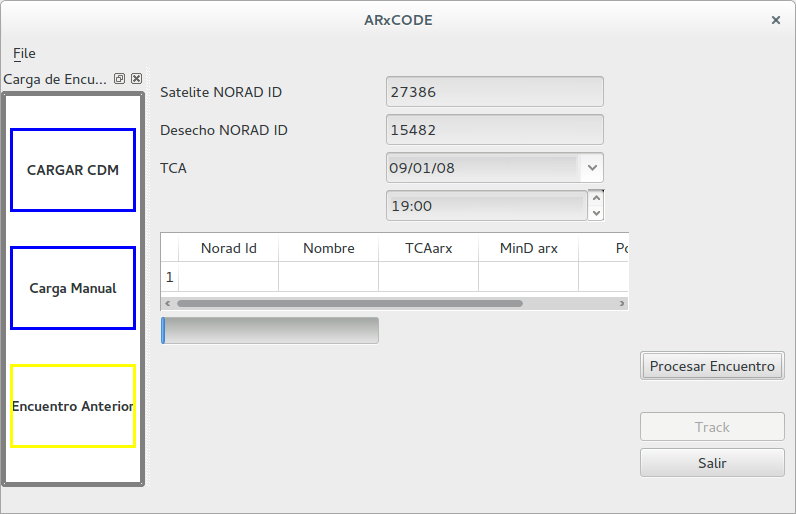 ARxCODE
File
Carga de Encu...
CARGAR CDM
Carga Manual
Encuentro Anterior
Satelite NORAD ID 27386
Desecho NORAD ID 15482
TCA 09/01/08
19:00
Norad Id Nombre TCAarx MinD arx Po
1
Procesar Encuentro
Track
Salir